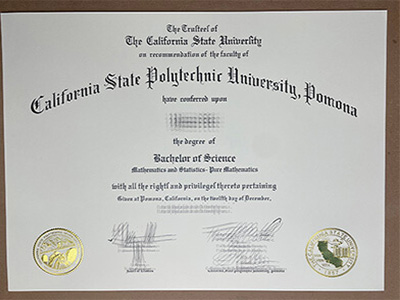 The Trustees of
The California State University
on recommendation of the faculty of
California State Polytechnic University, Pomona
have conferred upon
the degree of
Bachelor of Science
Mathematics and Statistics- Pure Mathematics
with all the rights and privileges thereto pertaining
Given at Pomona, California, on the twelfth day of December,